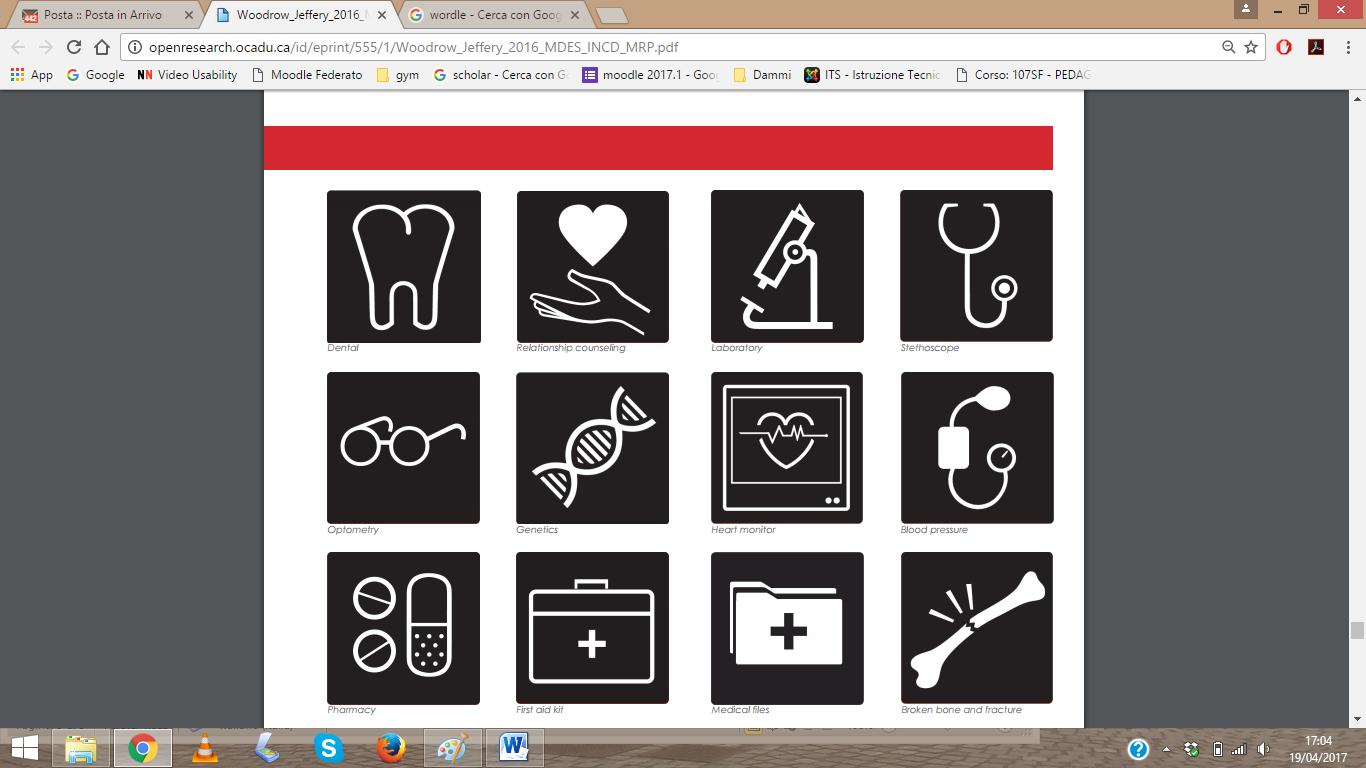 442
Posta :: Posta in Arrivo
Woodrow_Jeffery_2016_
wordle - Cerca con Goog
openresearch.ocadu.ca/id/eprint/555/1/Woodrow_Jeffery_2016_MDES_INCD_MRP.pdf
App
G Google
NN Video Usability
Moodle Federato
gym
G scholar - Cerca con G
moodle 2017.1 - Goo
Dammi
ITS - Istruzione Tecnic
Corso: 107SF - PEDAG
Dental
Relationship counseling
Laboratory
Stethoscope
Optometry
Genetics
Heart monitor
Blood pressure
Pharmacy
First aid kit
Medical files
Broken bone and fracture
17:04
19/04/2017